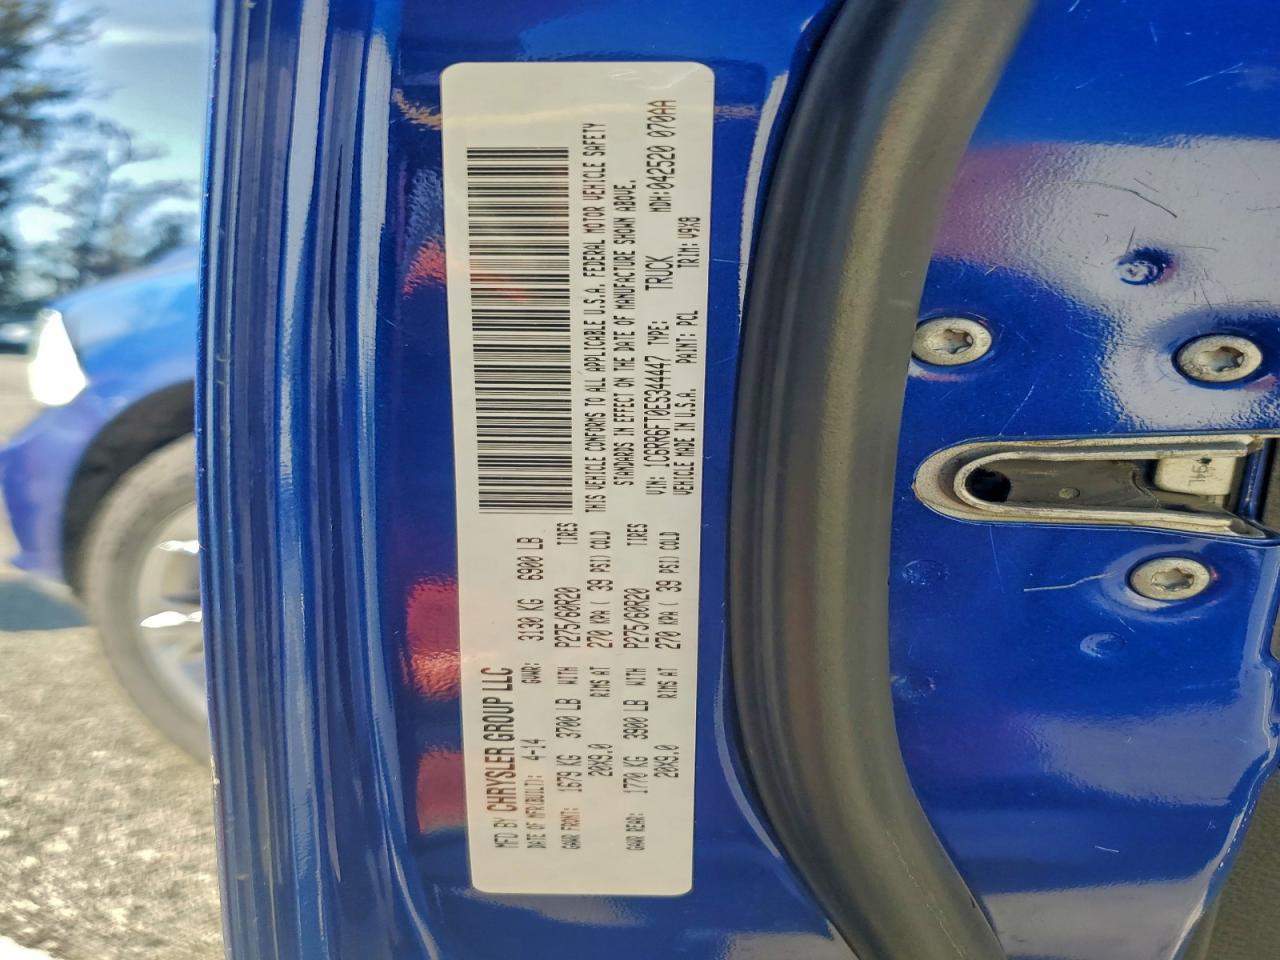 MFD BY CHRYSLER GROUP LLC
DATE OF MFR(BUILT): 4-14 GVWR: 3130 KG 6900 LB
GAWR FRONT: 1679 KG 3700 LB WITH P275/60R20 TIRES
20X9.0 RIMS AT 270 KPA ( 39 PSI) COLD
GAWR REAR: 1770 KG 3900 LB WITH P275/60R20 TIRES
20X9.0 RIMS AT 270 KPA ( 39 PSI) COLD
THIS VEHICLE CONFORMS TO ALL APPLICABLE U.S.A. FEDERAL MOTOR VEHICLE SAFETY
STANDARDS IN EFFECT ON THE DATE OF MANUFACTURE SHOWN ABOVE.
VIN: 1C6RR6FT0ES344447 TYPE: TRUCK MDH: 042520 070AA
VEHICLE MADE IN U.S.A. PAINT: PCL TRIM: V9X8
94L